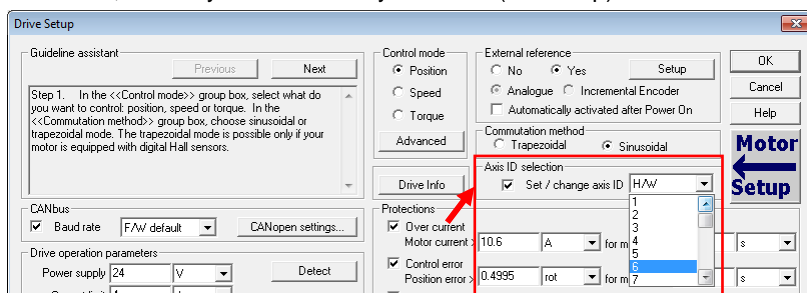 Drive Setup
Guideline assistant
Previous Next
Step 1. In the <<Control mode>> group box, select what do
you want to control: position, speed or torque. In the
<<Commutation method>> group box, choose sinusoidal or
trapezoidal mode. The trapezoidal mode is possible only if your
motor is equipped with digital Hall sensors.
Control mode
Position
Speed
Torque
Advanced
External reference
No Yes Setup
Analogue Incremental Encoder
Automatically activated after Power On
Commutation method
Trapezoidal Sinusoidal
OK
Cancel
Help
Motor
Setup
Drive Info
Axis ID selection
Set / change axis ID H/W
1
2
3
4
5
6
7
CANbus
Baud rate F/W default CANopen settings...
Drive operation parameters
Power supply 24 V Detect
Protections
Over current
Motor current > 10.6 A for m s
Control error
Position error > 0.4995 rot for m s